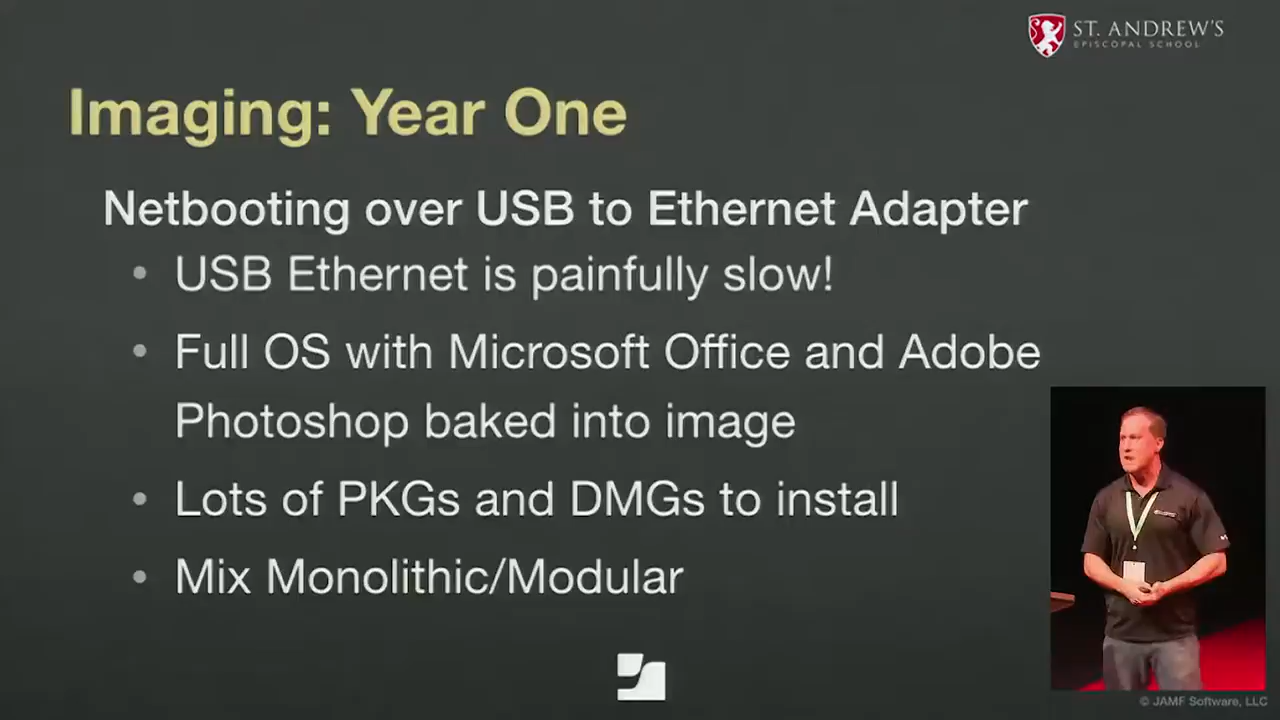 ST. ANDREW'S
EPISCOPAL SCHOOL
Imaging: Year One
Netbooting over USB to Ethernet Adapter
• USB Ethernet is painfully slow!
• Full OS with Microsoft Office and Adobe
Photoshop baked into image
• Lots of PKGs and DMGs to install
• Mix Monolithic/Modular
© JAMF Software, LLC